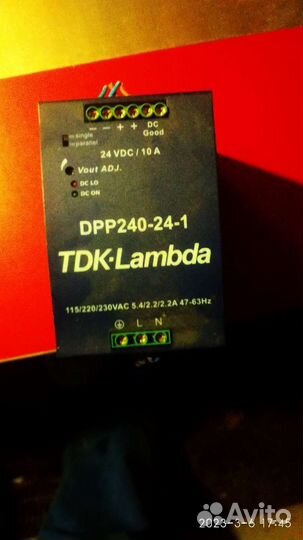 − − + + DC
Good
single
parallel
24 VDC / 10 A
Vout ADJ.
DC LO
DC ON
DPP240-24-1
TDK·Lambda
115/220/230VAC 5.4/2.2/2.2A 47-63Hz
L N
2023-3-6 17:45
Avito